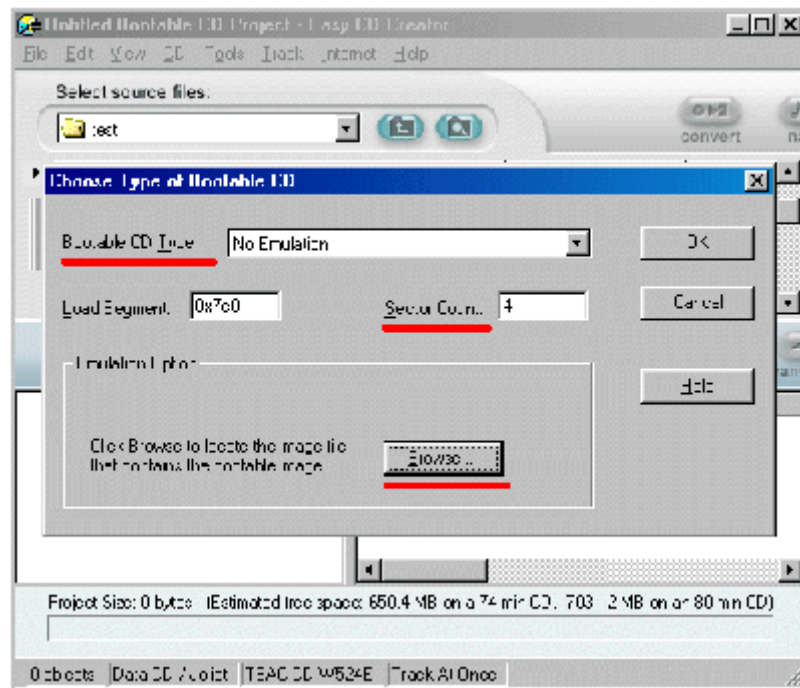 Untitled Bootable CD Project - Easy CD Creator
File Edit View CD Tools Track Internet Help
Select source files:
test
convert
Choose Type of Bootable CD
Bootable CD Type
No Emulation
OK
Load Segment:
0x7c0
Sector Count:
4
Cancel
Emulation Option
Help
Click Browse to locate the image file
that contains the bootable image
Browse...
Project Size: 0 bytes (Estimated free space: 650.4 MB on a 74 min CD, 703.2 MB on an 80 min CD)
0 objects
Data CD / Joliet
TEAC CD-W524E
Track At Once